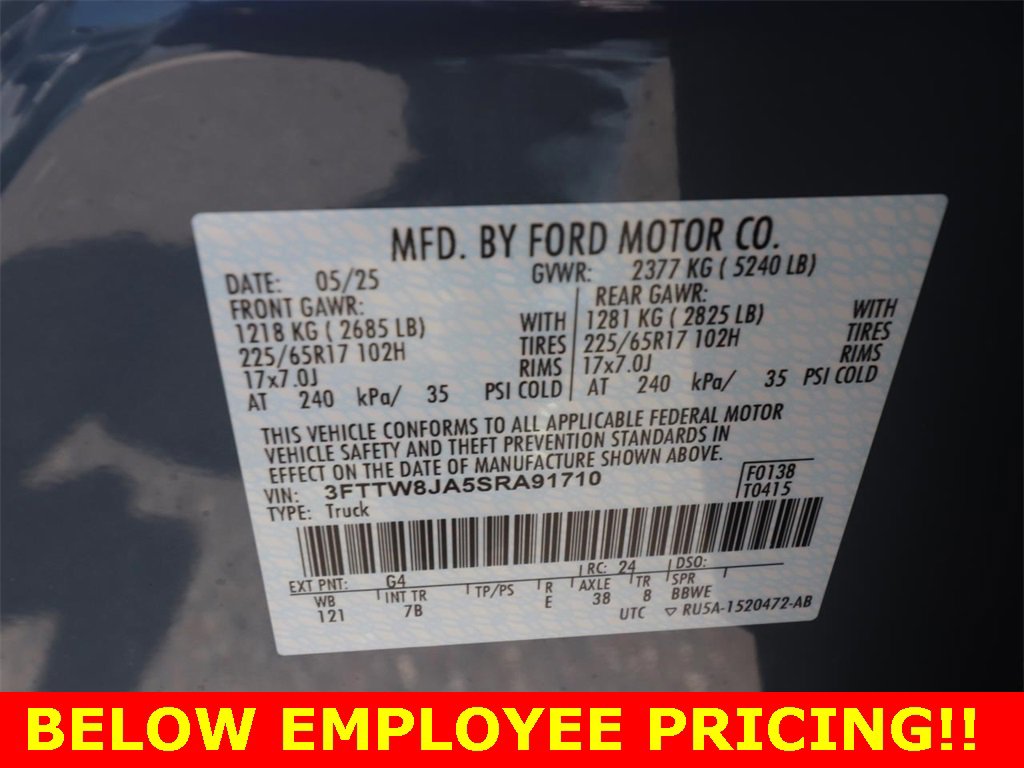 MFD. BY FORD MOTOR CO.
DATE: 05/25 GVWR: 2377 KG ( 5240 LB)
FRONT GAWR: REAR GAWR:
1218 KG ( 2685 LB) WITH 1281 KG ( 2825 LB) WITH
225/65R17 102H TIRES 225/65R17 102H TIRES
17x7.0J RIMS 17x7.0J RIMS
AT 240 kPa/ 35 PSI COLD AT 240 kPa/ 35 PSI COLD
THIS VEHICLE CONFORMS TO ALL APPLICABLE FEDERAL MOTOR
VEHICLE SAFETY AND THEFT PREVENTION STANDARDS IN
EFFECT ON THE DATE OF MANUFACTURE SHOWN ABOVE.
VIN: 3FTTW8JA5SRA91710 F0138
TYPE: Truck T0415
EXT PNT: G4 RC: 24 DSO:
WB INT TR TP/PS R AXLE TR SPR
121 7B E 38 8 BBWE
UTC ▽ RU5A-1520472-AB
BELOW EMPLOYEE PRICING!!